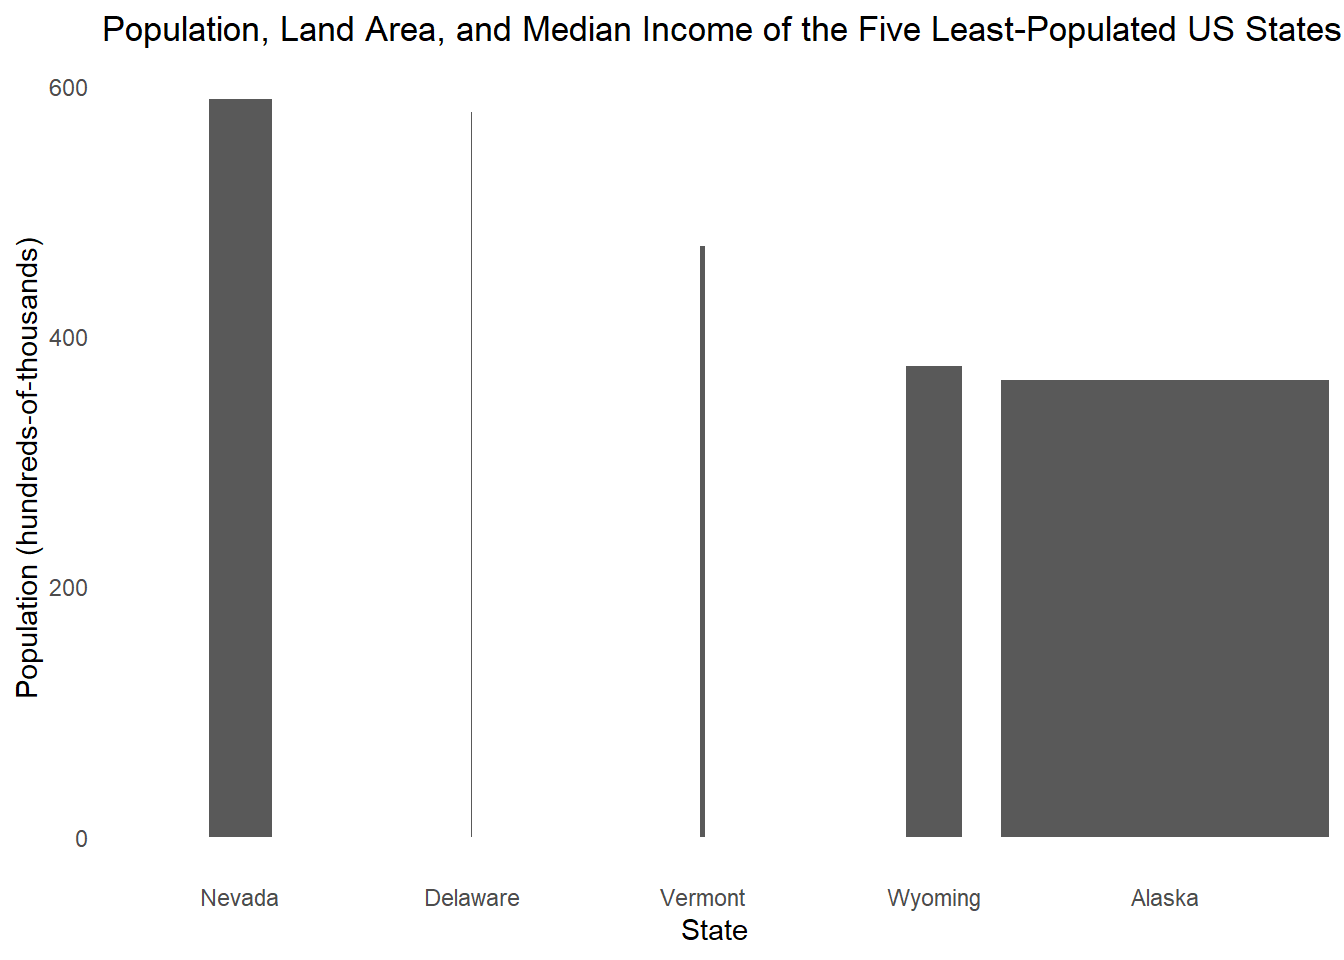 Population, Land Area, and Median Income of the Five Least-Populated US States
Population (hundreds-of-thousands)
600
400
200
0
Nevada
Delaware
Vermont
Wyoming
Alaska
State